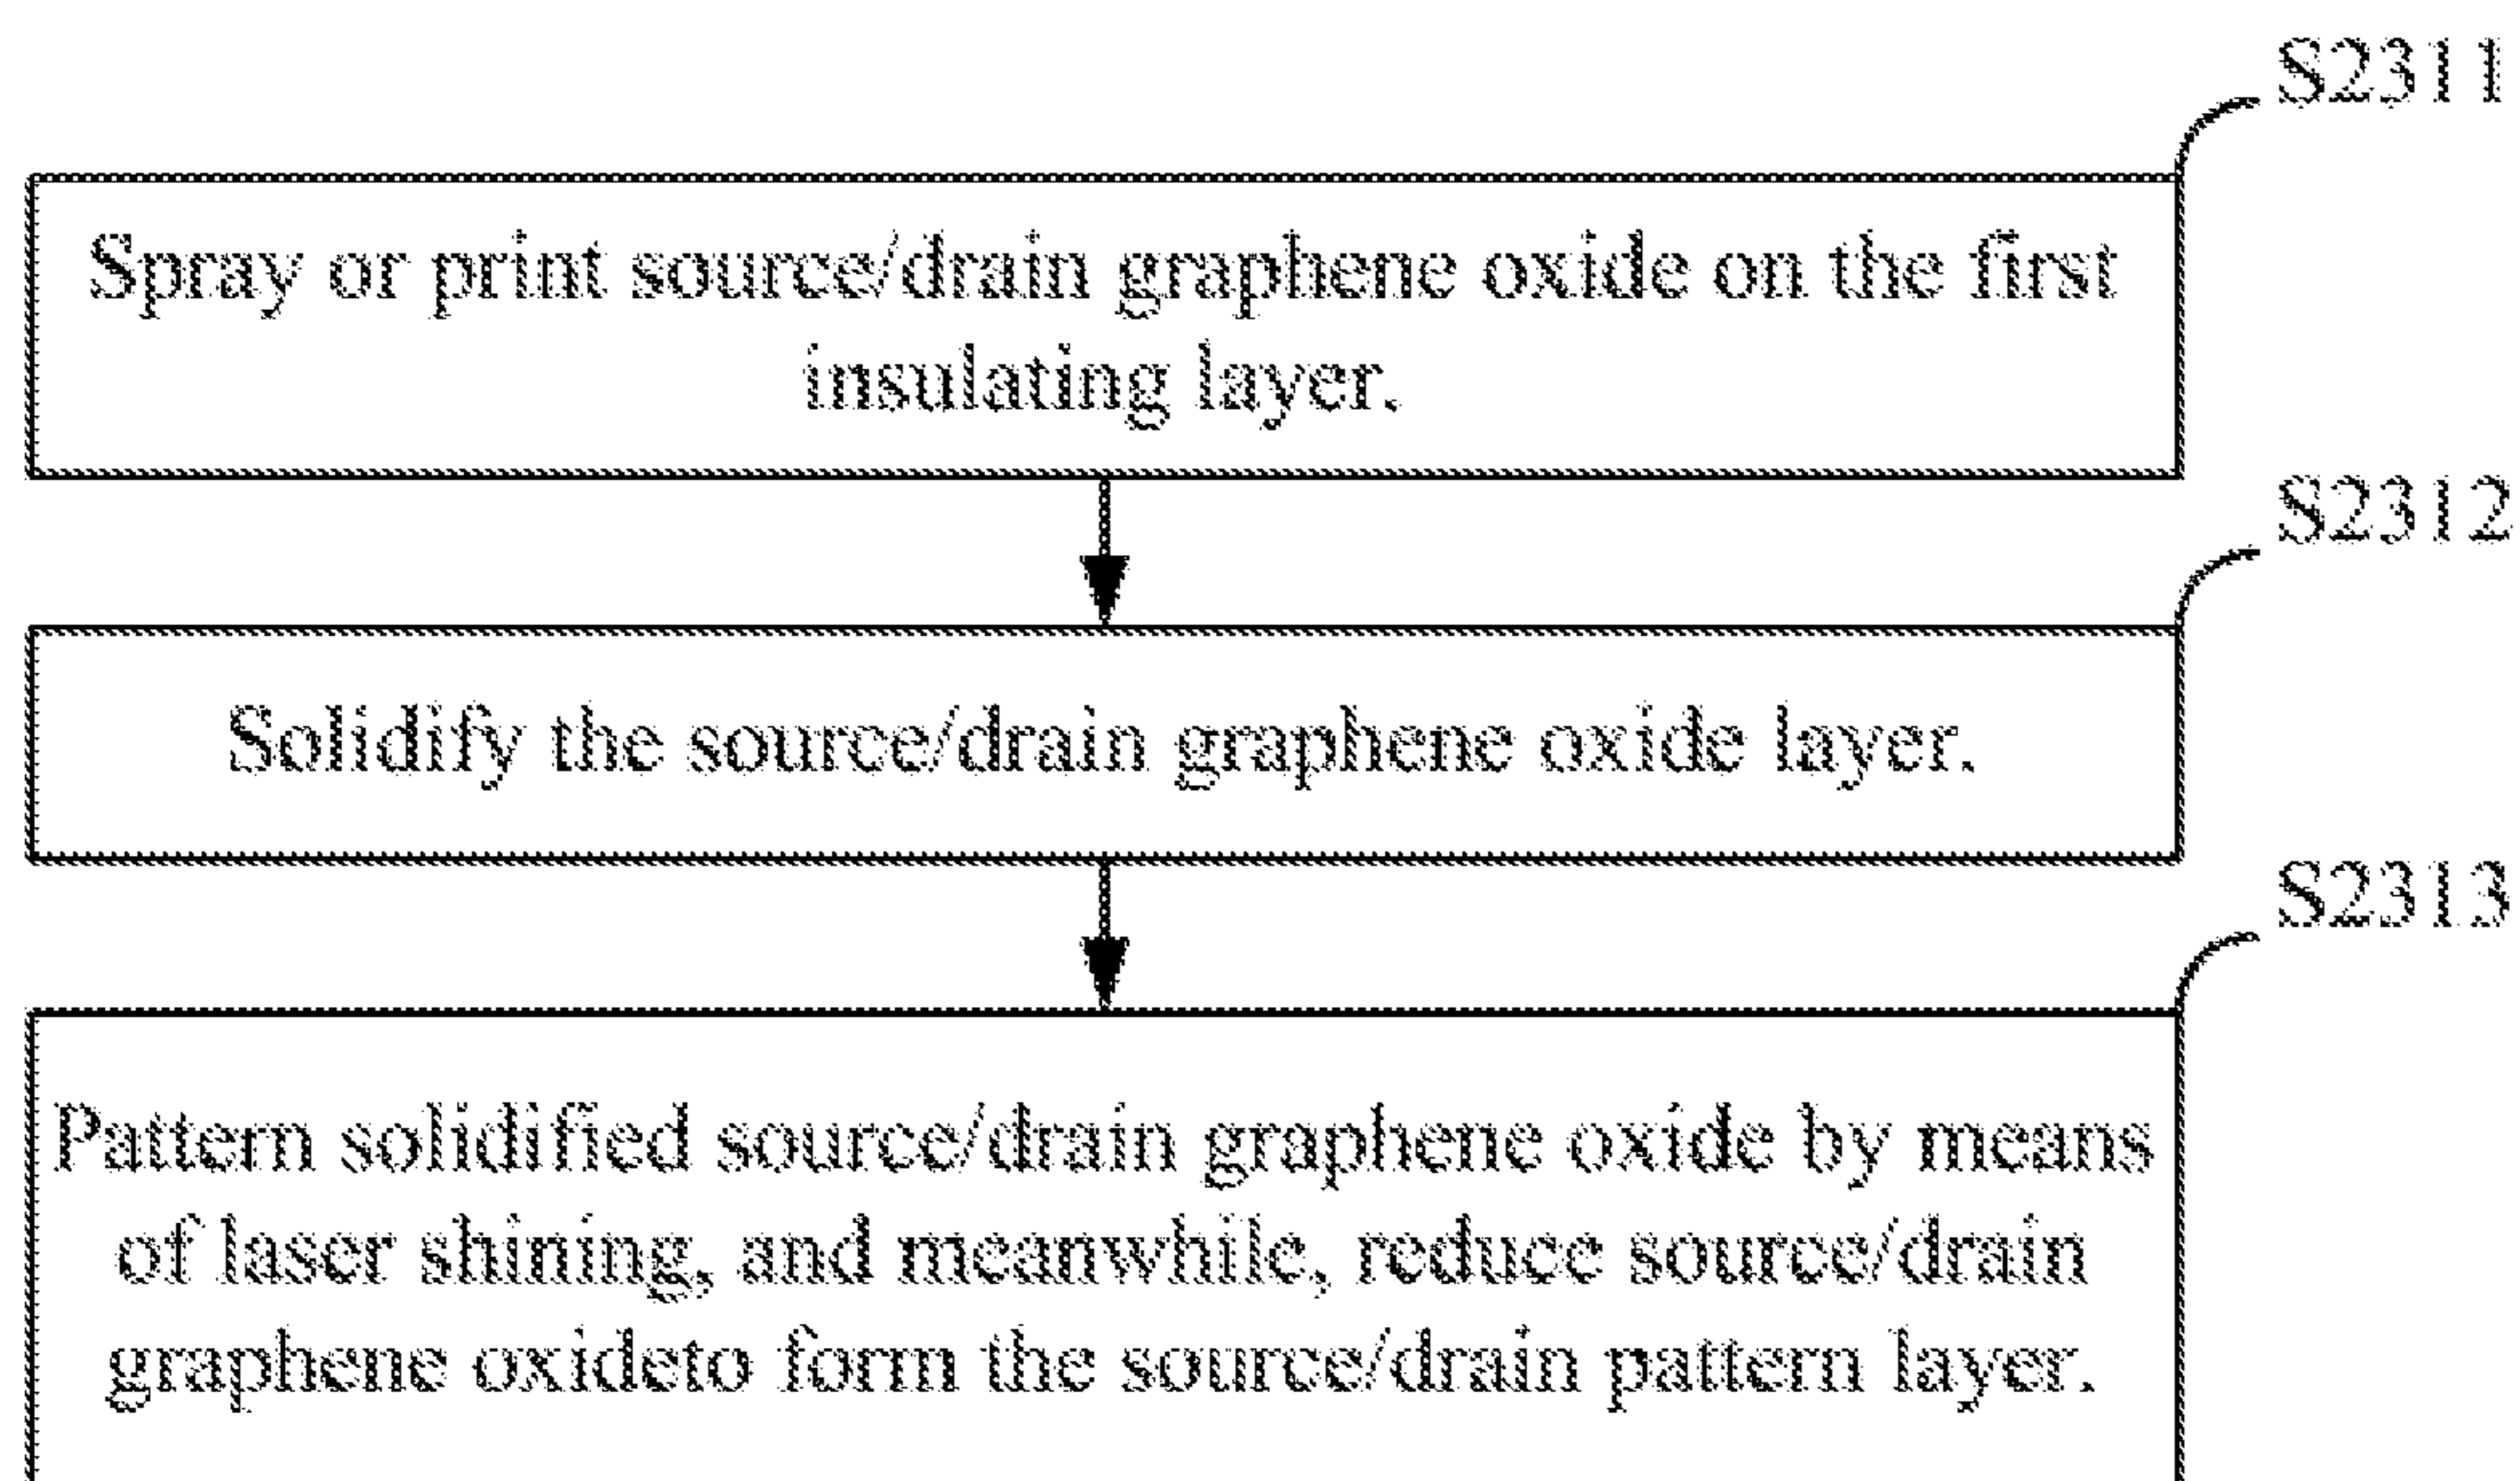 S2311
Spray or print source/drain graphene oxide on the first
insulating layer.
S2312
Solidify the source/drain graphene oxide layer.
S2313
Pattern solidified source/drain graphene oxide by means
of laser shining, and meanwhile, reduce source/drain
graphene oxideto form the source/drain pattern layer.